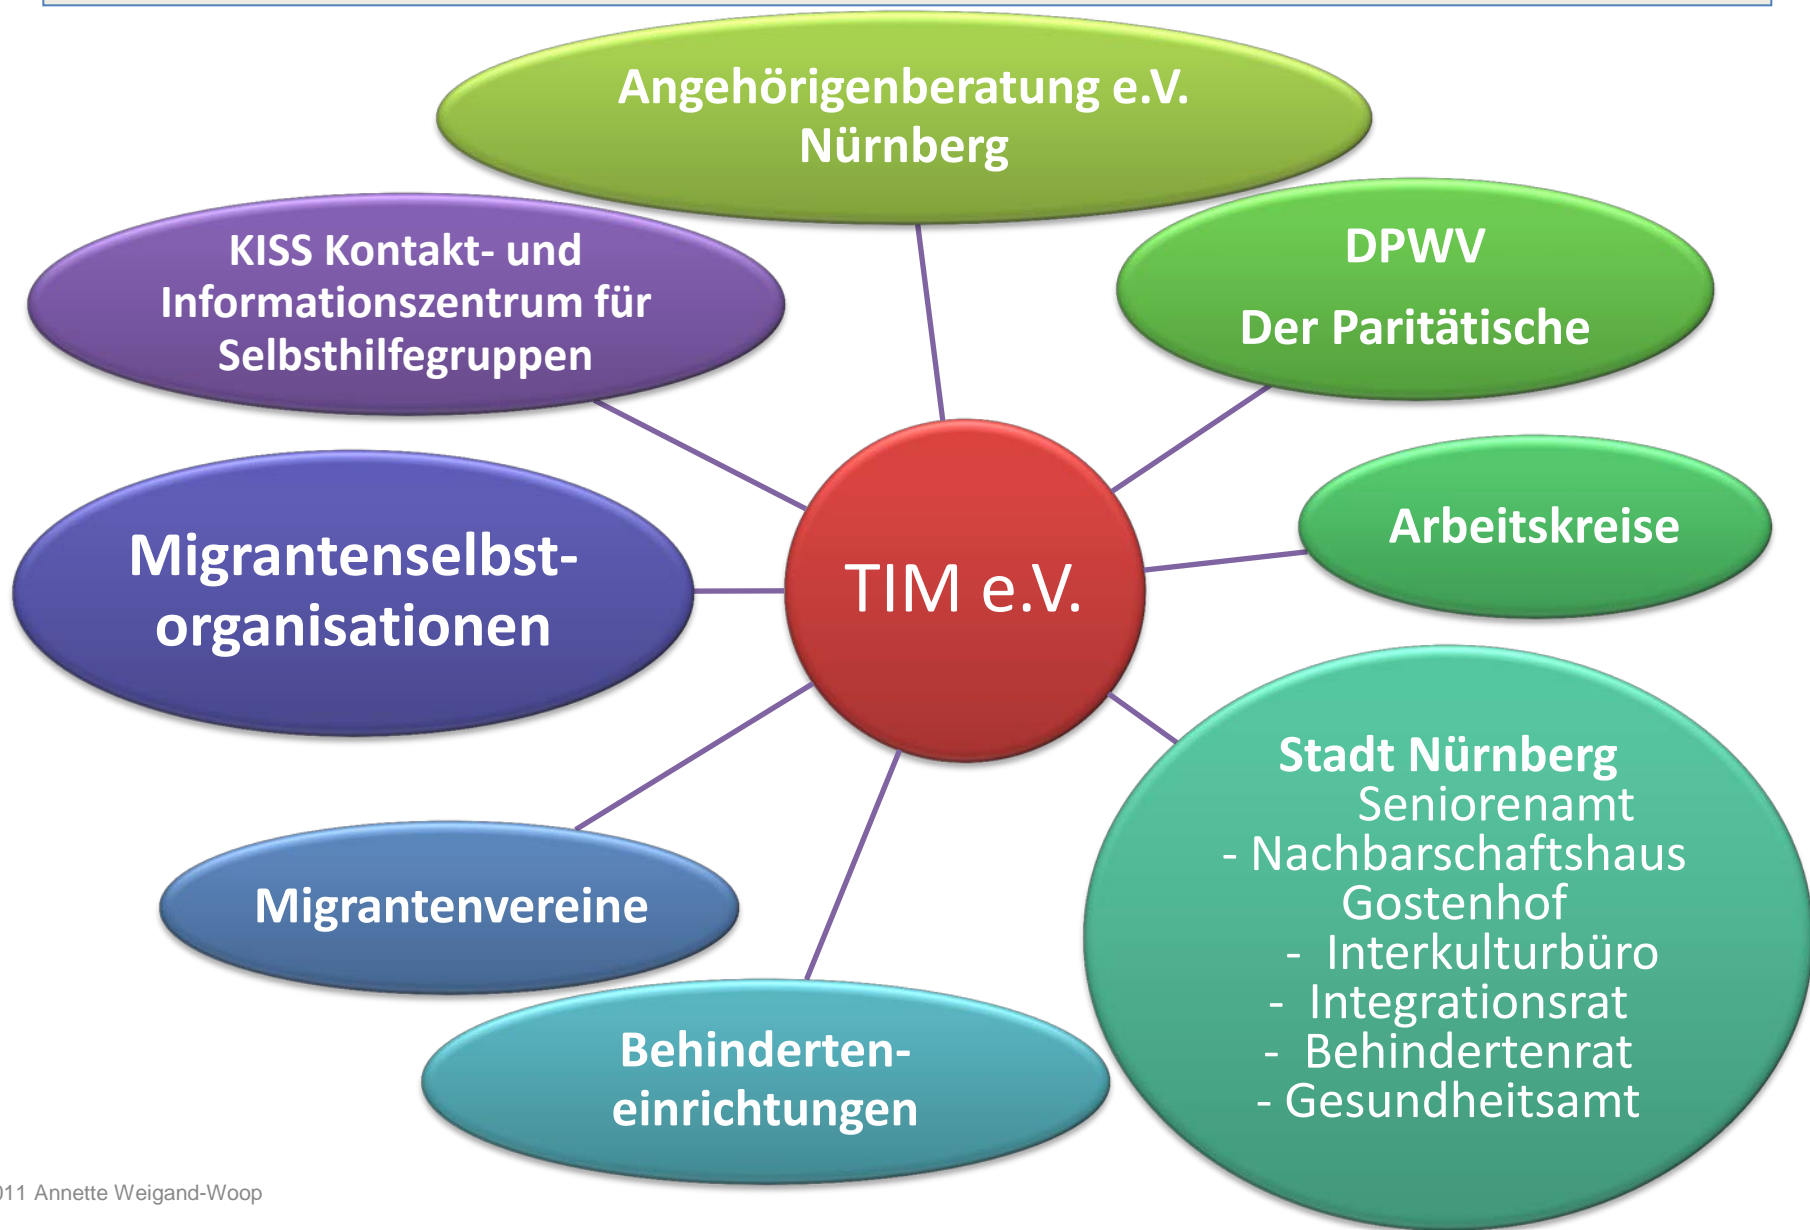 Angehörigenberatung e.V.
Nürnberg
DPWV
Der Paritätische
KISS Kontakt- und
Informationszentrum für
Selbsthilfegruppen
Arbeitskreise
Migrantenselbst-
organisationen
TIM e.V.
Stadt Nürnberg
Seniorenamt
- Nachbarschaftshaus
Gostenhof
- Interkulturbüro
- Integrationsrat
- Behindertenrat
- Gesundheitsamt
Migrantenvereine
Behinderten-
einrichtungen
011 Annette Weigand-Woop